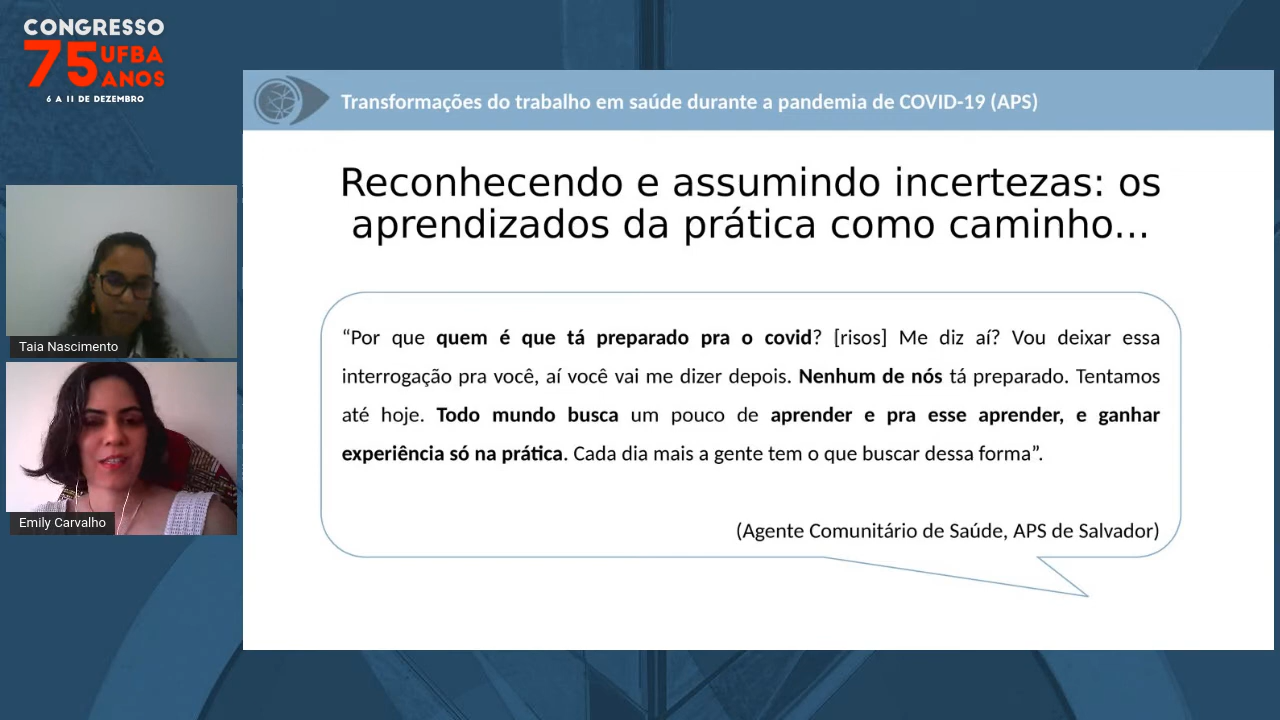 CONGRESSO
75 UFBA
ANOS
6 A 11 DE DEZEMBRO
Transformações do trabalho em saúde durante a pandemia de COVID-19 (APS)
Reconhecendo e assumindo incertezas: os
aprendizados da prática como caminho...
“Por que quem é que tá preparado pra o covid? [risos] Me diz aí? Vou deixar essa
interrogação pra você, aí você vai me dizer depois. Nenhum de nós tá preparado. Tentamos
até hoje. Todo mundo busca um pouco de aprender e pra esse aprender, e ganhar
experiência só na prática. Cada dia mais a gente tem o que buscar dessa forma”.
(Agente Comunitário de Saúde, APS de Salvador)
Taia Nascimento
Emily Carvalho